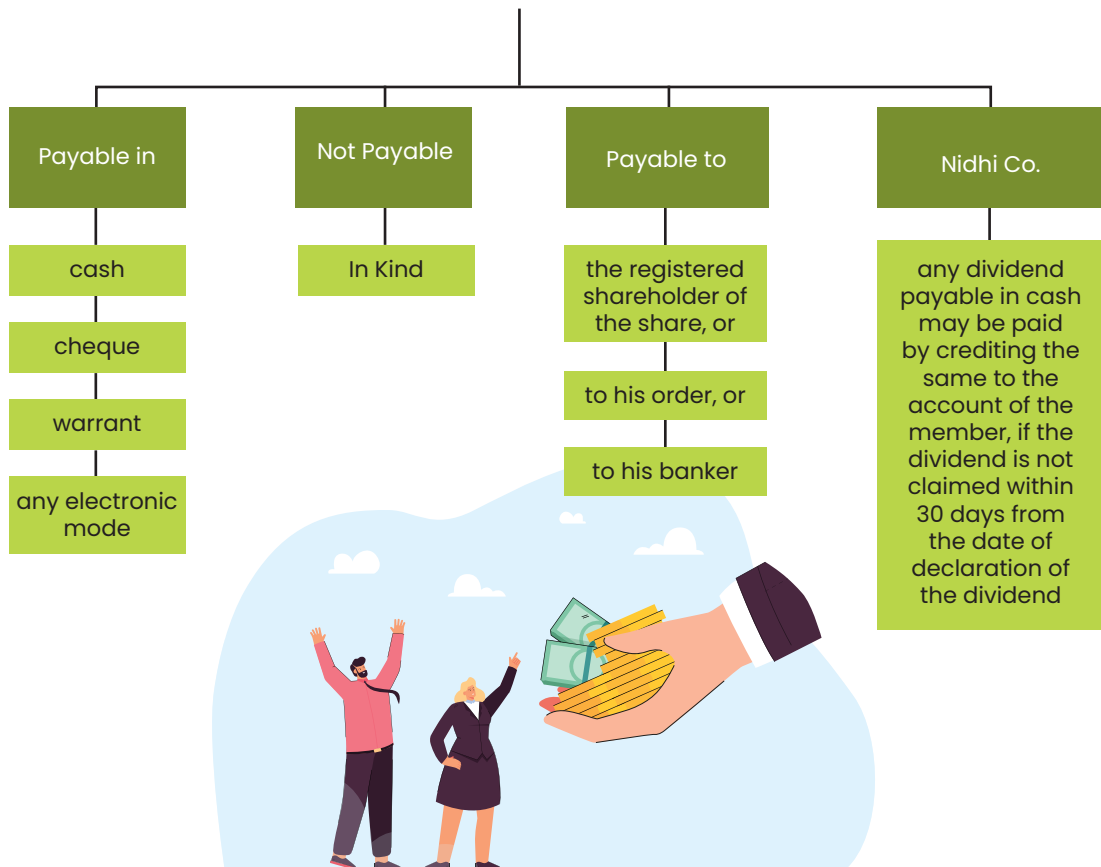 Payable in
cash
cheque
warrant
any electronic
mode
Not Payable
In Kind
Payable to
the registered
shareholder of
the share, or
to his order, or
to his banker
Nidhi Co.
any dividend
payable in cash
may be paid
by crediting the
same to the
account of the
member, if the
dividend is not
claimed within
30 days from
the date of
declaration of
the dividend